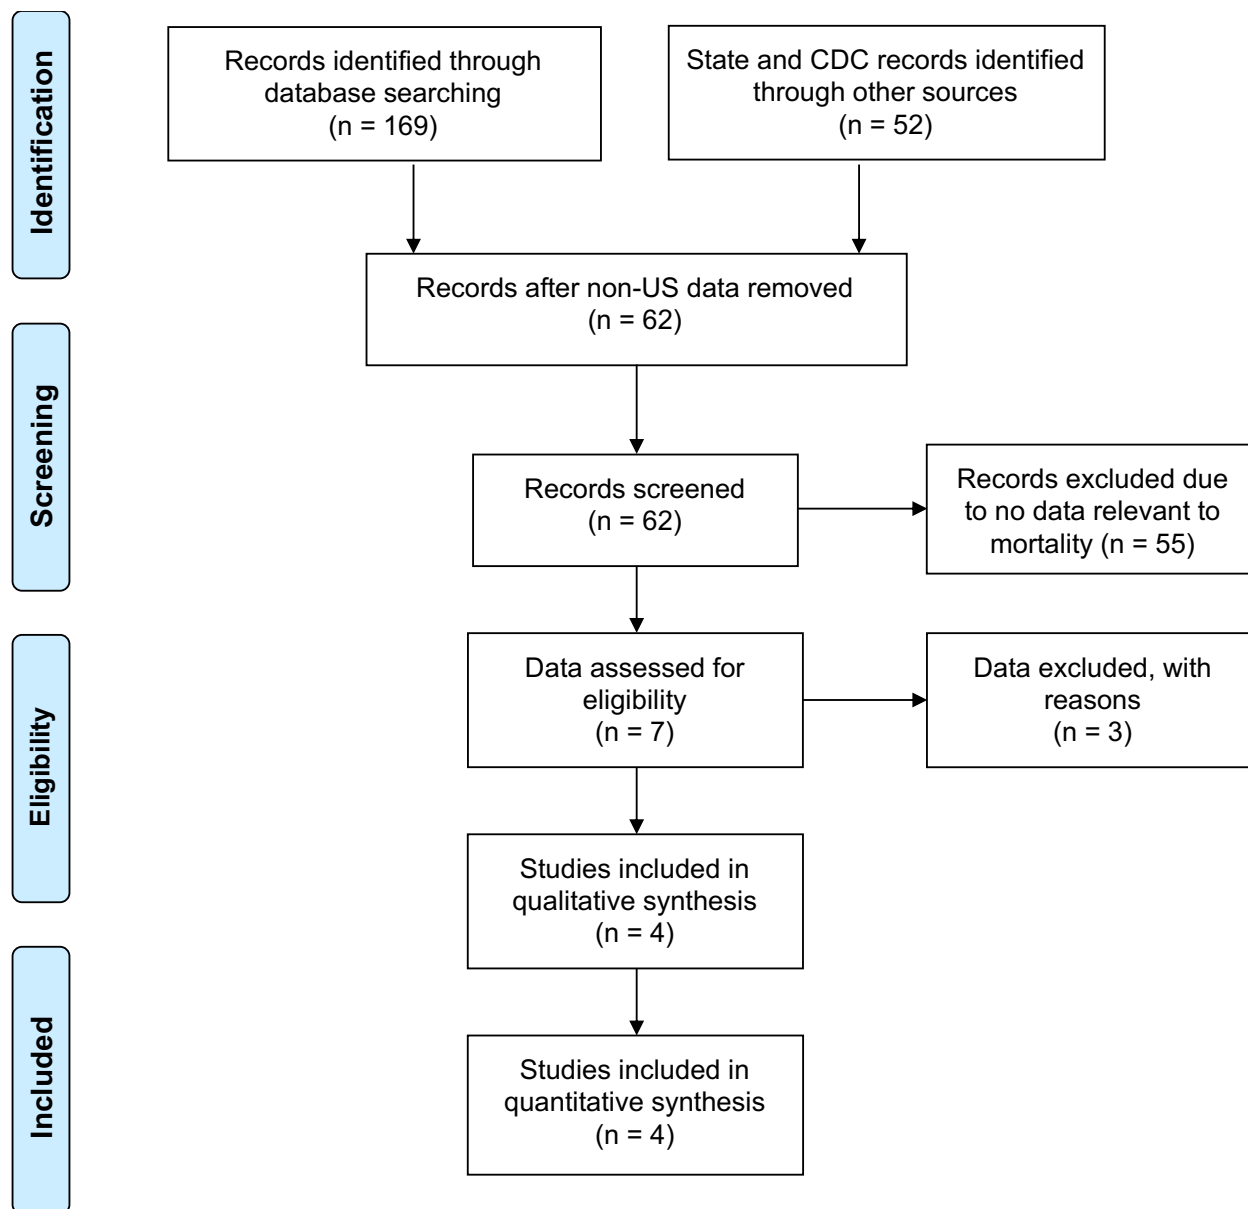 Identification
Records identified through
database searching
(n = 169)
State and CDC records identified
through other sources
(n = 52)
Records after non-US data removed
(n = 62)
Screening
Records screened
(n = 62)
Records excluded due
to no data relevant to
mortality (n = 55)
Eligibility
Data assessed for
eligibility
(n = 7)
Data excluded, with
reasons
(n = 3)
Studies included in
qualitative synthesis
(n = 4)
Included
Studies included in
quantitative synthesis
(n = 4)